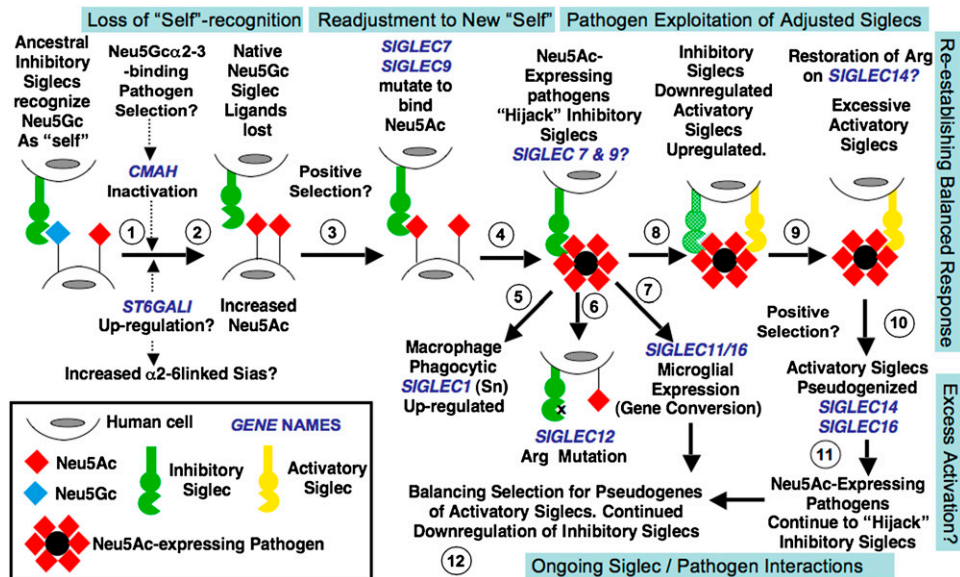 Loss of "Self"-recognition
Readjustment to New "Self"
Pathogen Exploitation of Adjusted Siglecs
Ancestral
Inhibitory
Siglecs
recognize
Neu5Gc
As "self"
Neu5Gcα2-3
-binding
Pathogen
Selection?
CMAH
Inactivation
1
2
ST6GALI
Up-regulation?
Increased α2-6linked Sias?
Native
Neu5Gc
Siglec
Ligands
lost
Increased
Neu5Ac
Positive
Selection?
3
SIGLEC7
SIGLEC9
mutate to
bind
Neu5Ac
4
Neu5Ac-
Expressing
pathogens
"Hijack" Inhibitory
Siglecs
SIGLEC 7 & 9?
5
6
7
Macrophage
Phagocytic
SIGLEC1 (Sn)
Up-regulated
x
SIGLEC12
Arg Mutation
SIGLEC11/16
Microglial
Expression
(Gene Conversion)
Inhibitory
Siglecs
Downregulated
Activatory
Siglecs
Upregulated.
8
9
Restoration of Arg
on SIGLEC14?
Excessive
Activatory
Siglecs
Positive
Selection?
10
Activatory Siglecs
Pseudogenized
SIGLEC14
SIGLEC16
11
Neu5Ac-Expressing
Pathogens
Continue to "Hijack"
Inhibitory Siglecs
Balancing Selection for Pseudogenes
of Activatory Siglecs. Continued
Downregulation of Inhibitory Siglecs
12
Ongoing Siglec / Pathogen Interactions
Re-establishing Balanced Response
Excess Activation?
Human cell
GENE NAMES
Neu5Ac
Neu5Gc
Inhibitory
Siglec
Activatory
Siglec
Neu5Ac-expressing Pathogen